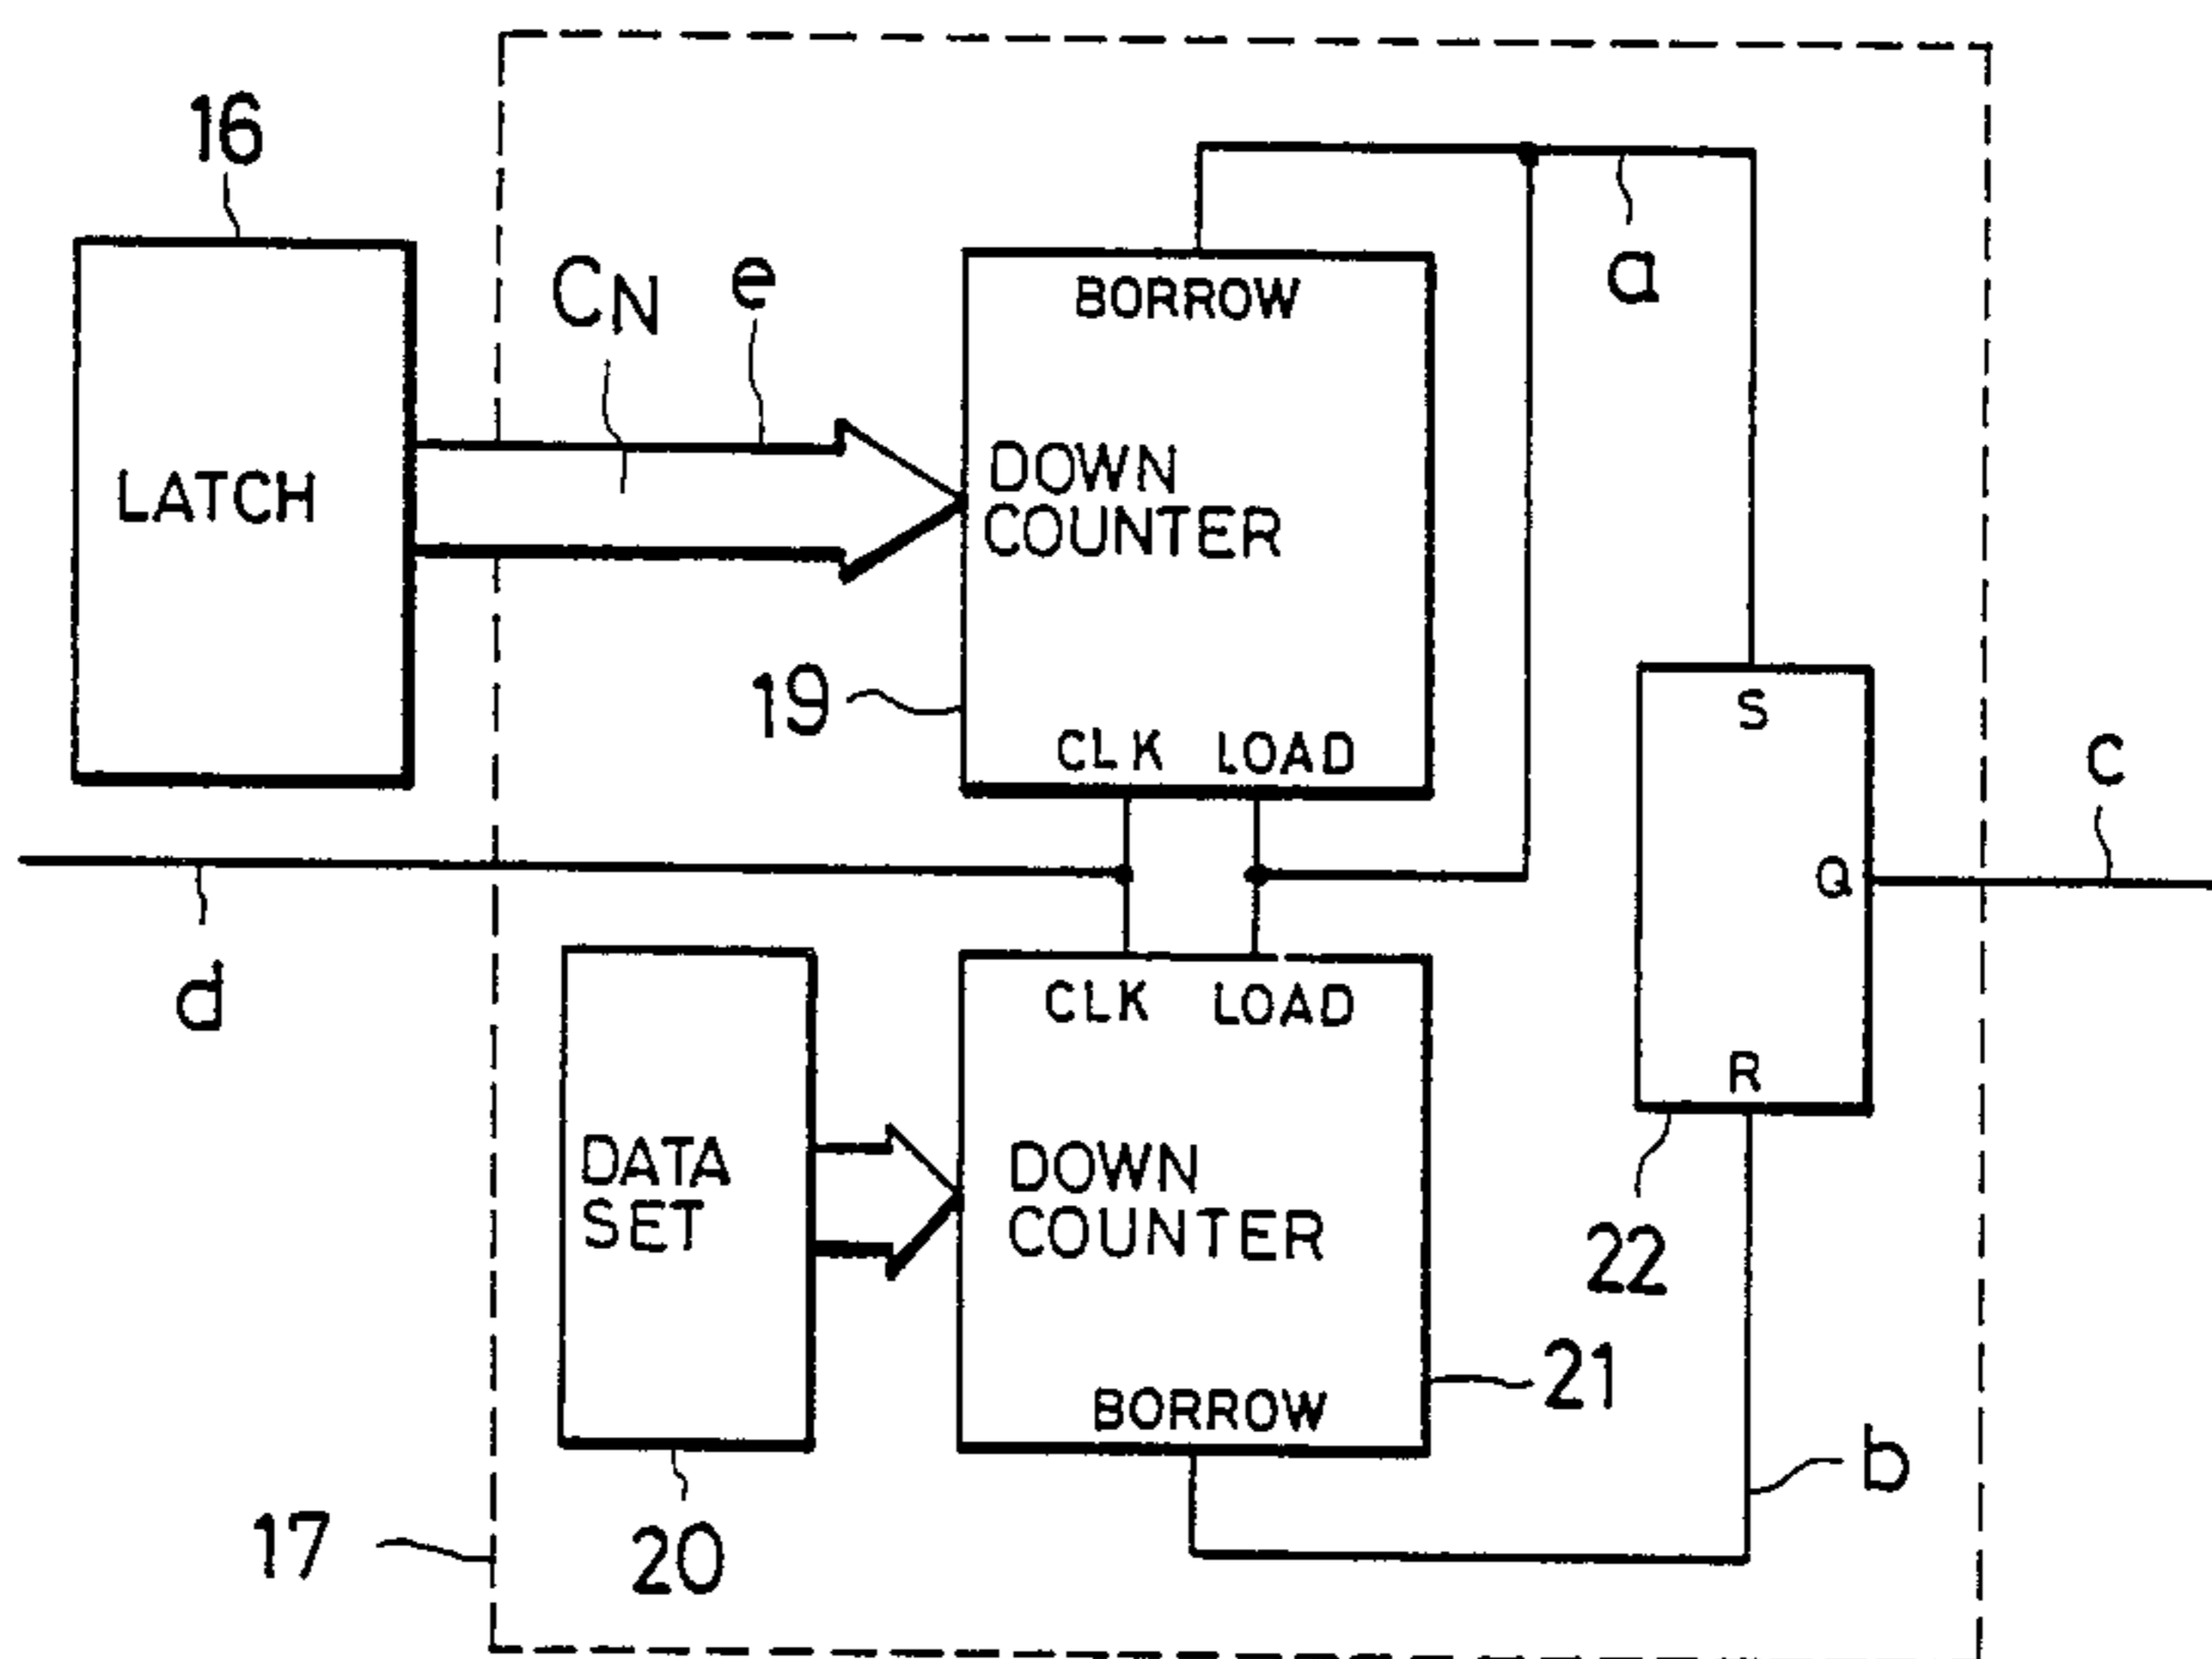 16
CN
e
BORROW
a
LATCH
DOWN
COUNTER
19
S
CLK LOAD
C
Q
d
CLK LOAD
R
DATA
SET
DOWN
COUNTER
22
21
BORROW
b
17
20